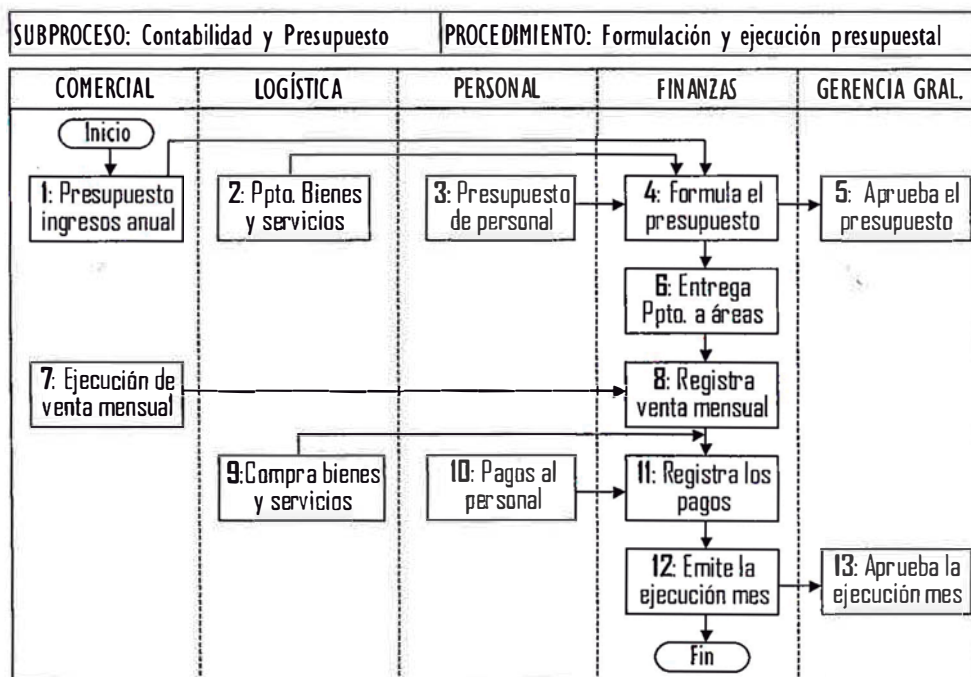 SUBPROCESO: Contabilidad y Presupuesto
PROCEDIMIENTO: Formulación y ejecución presupuestal
COMERCIAL
LOGÍSTICA
PERSONAL
FINANZAS
GERENCIA GRAL.
Inicio
1: Presupuesto
ingresos anual
2: Ppto. Bienes
y servicios
3: Presupuesto
de personal
4: Formula el
presupuesto
5: Aprueba el
presupuesto
6: Entrega
Ppto. a áreas
7: Ejecución de
venta mensual
8: Registra
venta mensual
9:Compra bienes
y servicios
10: Pagos al
personal
11: Registra los
pagos
12: Emite la
ejecución mes
13: Aprueba la
ejecución mes
Fin